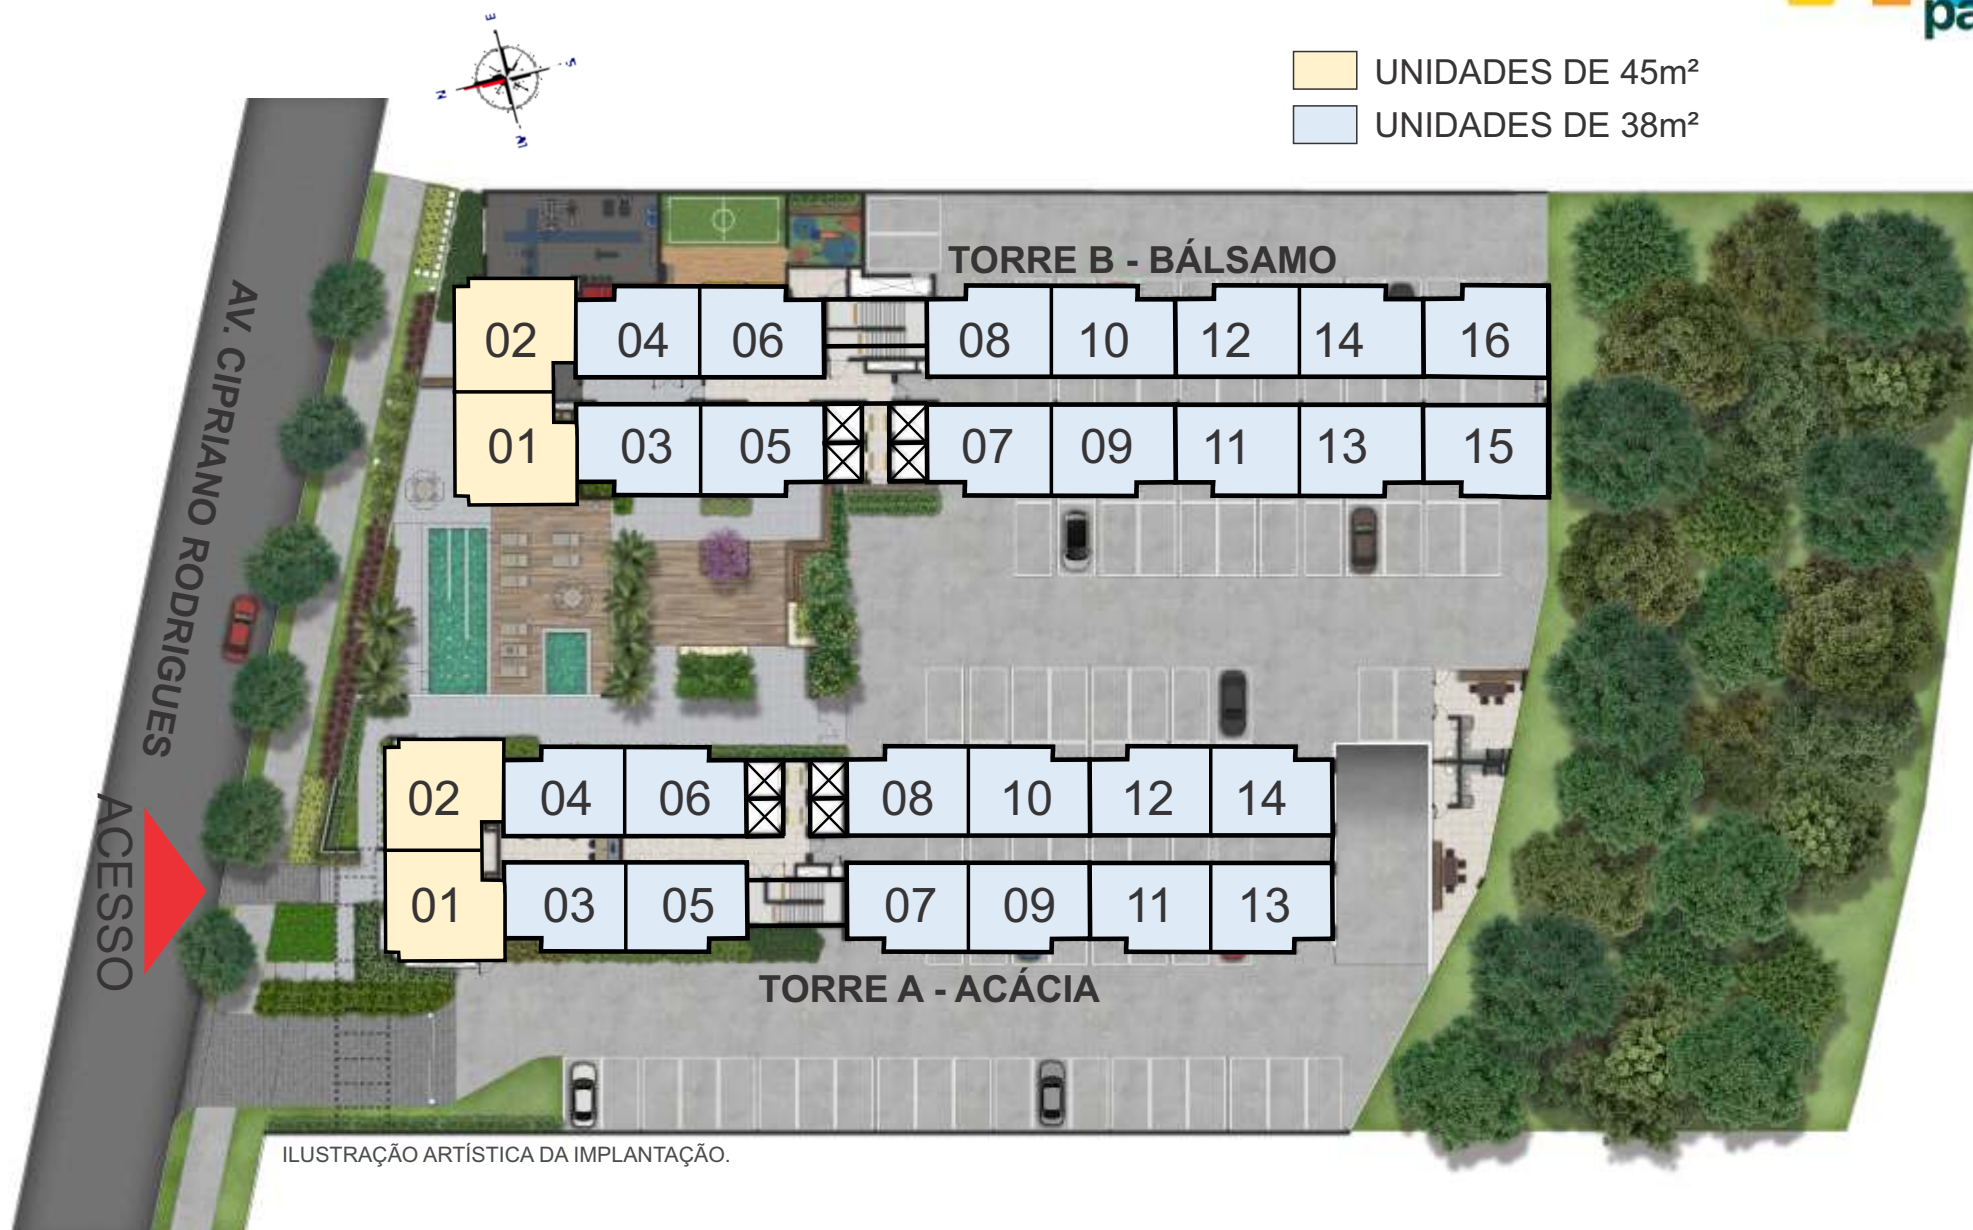 pa
E
S
N
W
UNIDADES DE 45m²
UNIDADES DE 38m²
TORRE B - BÁLSAMO
02
04
06
08
10
12
14
16
01
03
05
07
09
11
13
15
AV. CIPRIANO RODRIGUES
ACESSO
02
04
06
08
10
12
14
01
03
05
07
09
11
13
TORRE A - ACÁCIA
ILUSTRAÇÃO ARTÍSTICA DA IMPLANTAÇÃO.